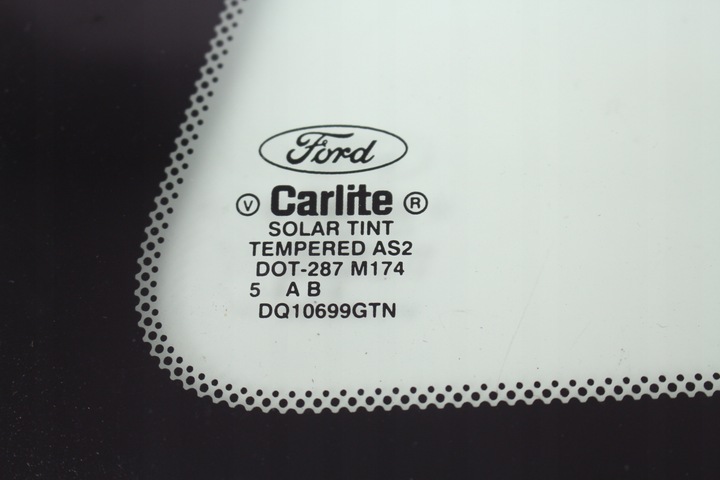 Ford
Ⓥ Carlite ®
SOLAR TINT
TEMPERED AS2
DOT-287 M174
5 A B
DQ10699GTN